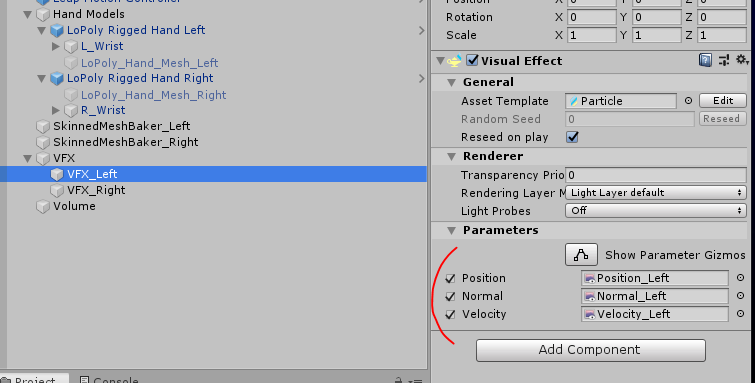 Leap Motion Controller
Hand Models
LoPoly Rigged Hand Left
L_Wrist
LoPoly_Hand_Mesh_Left
LoPoly Rigged Hand Right
LoPoly_Hand_Mesh_Right
R_Wrist
SkinnedMeshBaker_Left
SkinnedMeshBaker_Right
VFX
VFX_Left
VFX_Right
Volume
Project
Console
Position X 0 Y 0 Z 0
Rotation X 0 Y 0 Z 0
Scale X 1 Y 1 Z 1
Visual Effect
General
Asset Template Particle Edit
Random Seed 0 Reseed
Reseed on play
Renderer
Transparency Prio 0
Rendering Layer M Light Layer default
Light Probes Off
Parameters
Show Parameter Gizmos
Position Position_Left
Normal Normal_Left
Velocity Velocity_Left
Add Component